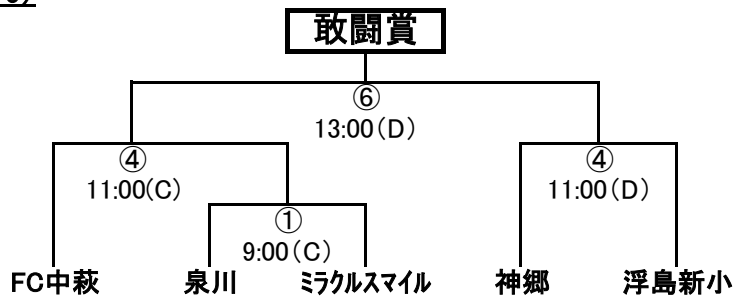 敢闘賞
⑥
13:00(D)
④
11:00(C)
④
11:00(D)
①
9:00(C)
FC中萩
泉川
ミラクルスマイル
神郷
浮島新小